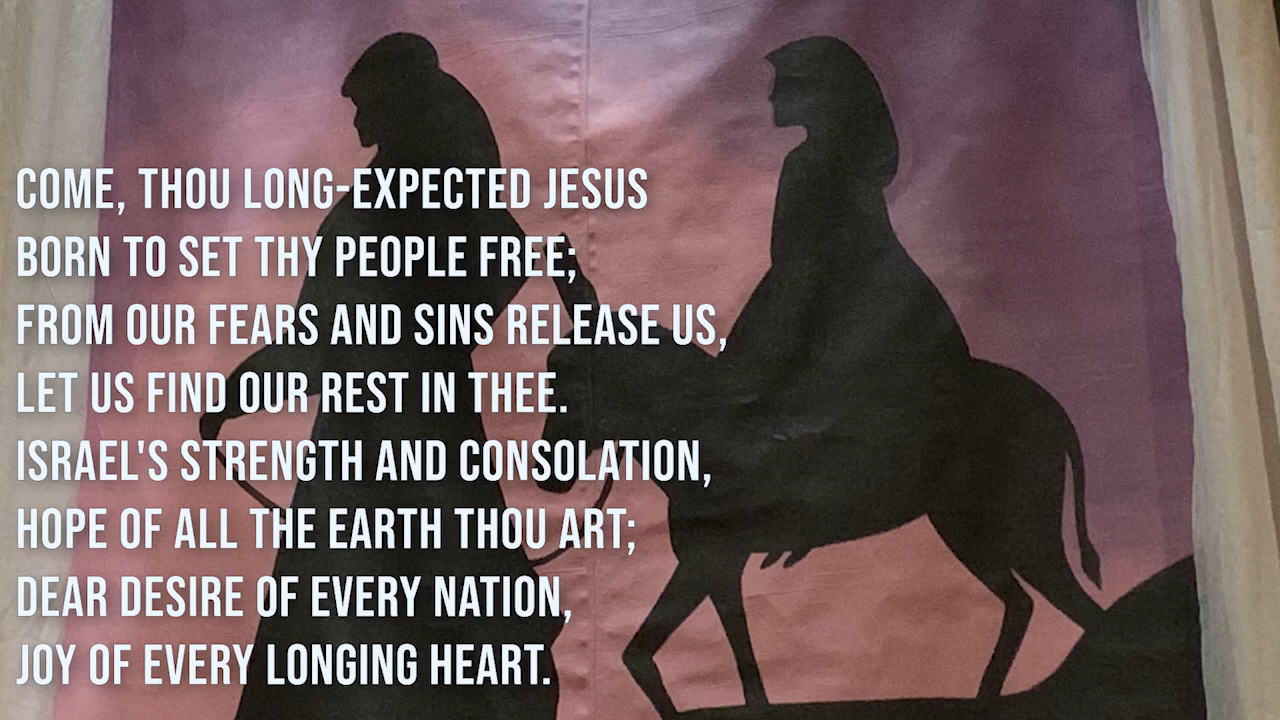 COME, THOU LONG-EXPECTED JESUS
BORN TO SET THY PEOPLE FREE;
FROM OUR FEARS AND SINS RELEASE US,
LET US FIND OUR REST IN THEE.
ISRAEL'S STRENGTH AND CONSOLATION,
HOPE OF ALL THE EARTH THOU ART;
DEAR DESIRE OF EVERY NATION,
JOY OF EVERY LONGING HEART.